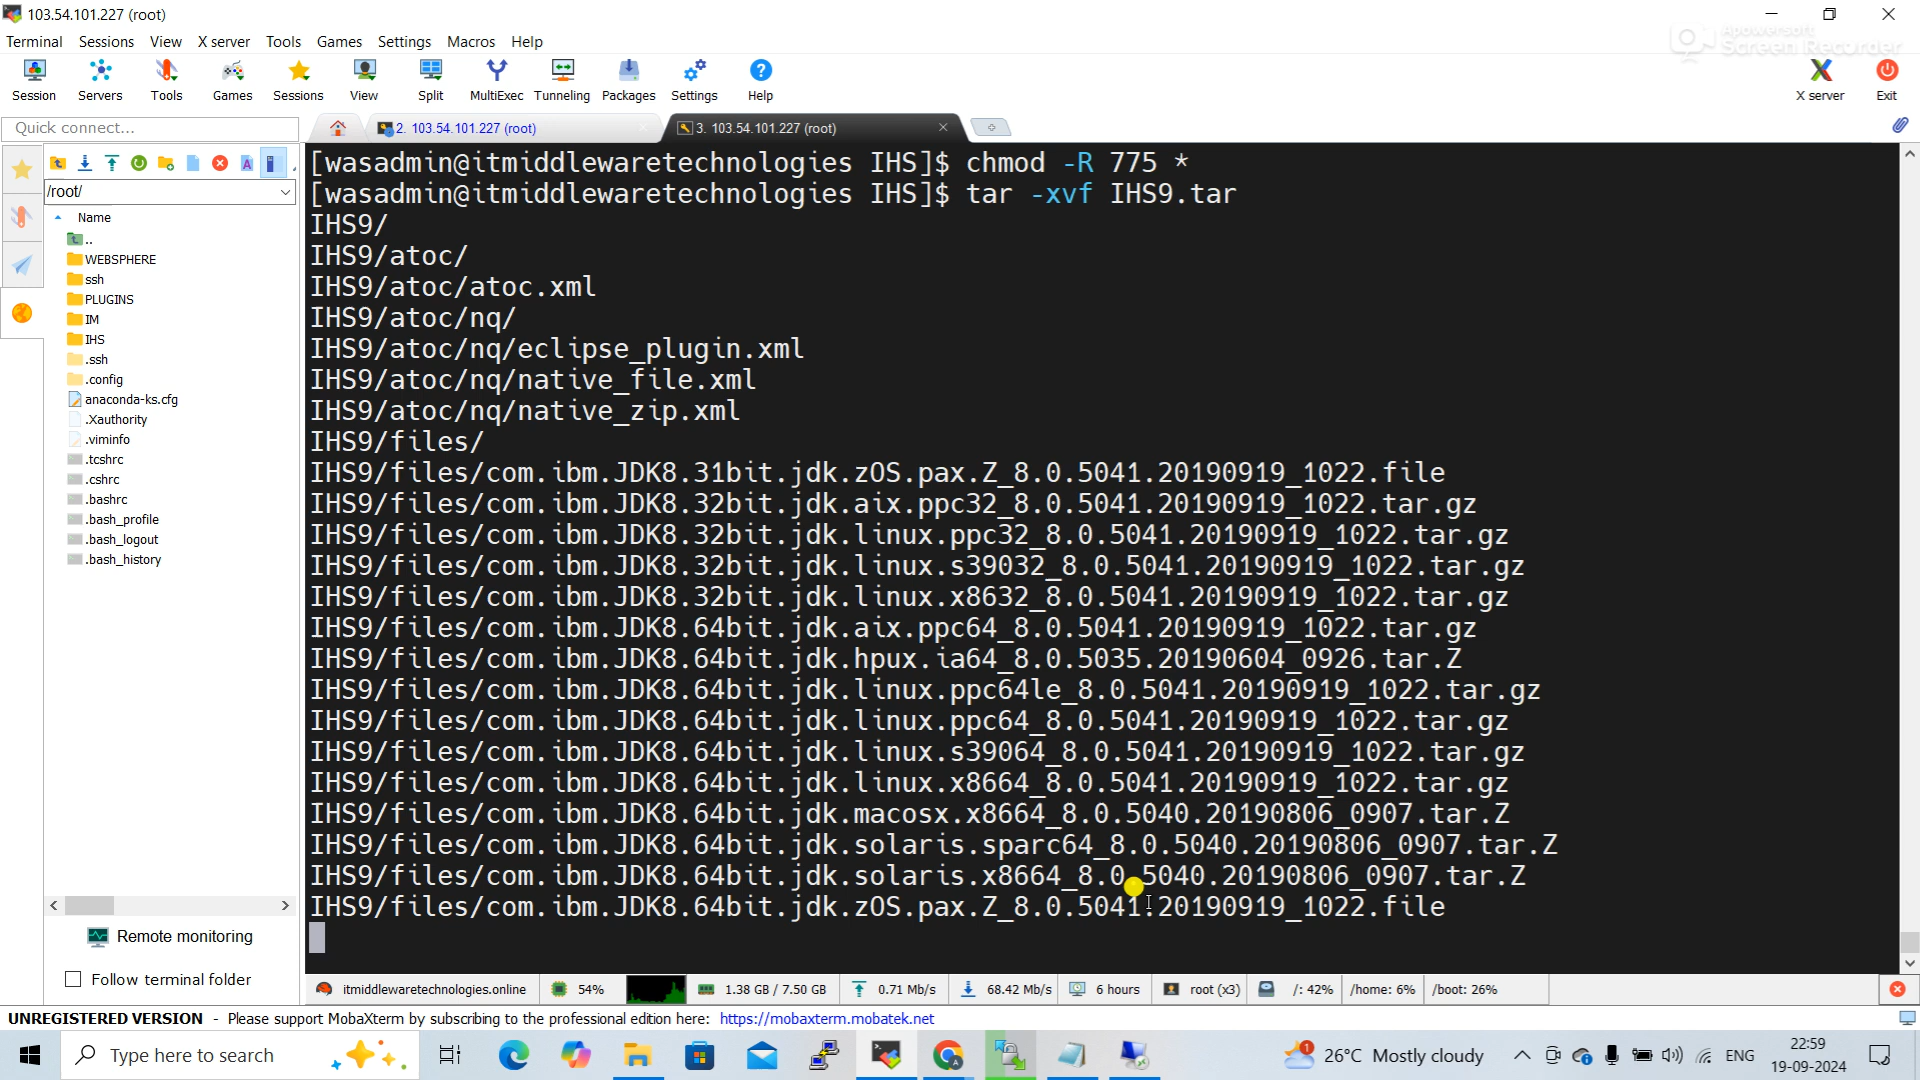 103.54.101.227 (root)
Apowersoft
Screen Recorder
Terminal Sessions View X server Tools Games Settings Macros Help
Session Servers Tools Games Sessions View Split MultiExec Tunneling Packages Settings Help X server Exit
Quick connect...
2. 103.54.101.227 (root)
3. 103.54.101.227 (root)
/root/
Name
..
WEBSPHERE
ssh
PLUGINS
IM
IHS
.ssh
.config
anaconda-ks.cfg
.Xauthority
.viminfo
.tcshrc
.cshrc
.bashrc
.bash_profile
.bash_logout
.bash_history
Remote monitoring
Follow terminal folder
[wasadmin@itmiddlewaretechnologies IHS]$ chmod -R 775 *
[wasadmin@itmiddlewaretechnologies IHS]$ tar -xvf IHS9.tar
IHS9/
IHS9/atoc/
IHS9/atoc/atoc.xml
IHS9/atoc/nq/
IHS9/atoc/nq/eclipse_plugin.xml
IHS9/atoc/nq/native_file.xml
IHS9/atoc/nq/native_zip.xml
IHS9/files/
IHS9/files/com.ibm.JDK8.31bit.jdk.zOS.pax.Z_8.0.5041.20190919_1022.file
IHS9/files/com.ibm.JDK8.32bit.jdk.aix.ppc32_8.0.5041.20190919_1022.tar.gz
IHS9/files/com.ibm.JDK8.32bit.jdk.linux.ppc32_8.0.5041.20190919_1022.tar.gz
IHS9/files/com.ibm.JDK8.32bit.jdk.linux.s39032_8.0.5041.20190919_1022.tar.gz
IHS9/files/com.ibm.JDK8.32bit.jdk.linux.x8632_8.0.5041.20190919_1022.tar.gz
IHS9/files/com.ibm.JDK8.64bit.jdk.aix.ppc64_8.0.5041.20190919_1022.tar.gz
IHS9/files/com.ibm.JDK8.64bit.jdk.hpux.ia64_8.0.5035.20190604_0926.tar.Z
IHS9/files/com.ibm.JDK8.64bit.jdk.linux.ppc64le_8.0.5041.20190919_1022.tar.gz
IHS9/files/com.ibm.JDK8.64bit.jdk.linux.ppc64_8.0.5041.20190919_1022.tar.gz
IHS9/files/com.ibm.JDK8.64bit.jdk.linux.s39064_8.0.5041.20190919_1022.tar.gz
IHS9/files/com.ibm.JDK8.64bit.jdk.linux.x8664_8.0.5041.20190919_1022.tar.gz
IHS9/files/com.ibm.JDK8.64bit.jdk.macosx.x8664_8.0.5040.20190806_0907.tar.Z
IHS9/files/com.ibm.JDK8.64bit.jdk.solaris.sparc64_8.0.5040.20190806_0907.tar.Z
IHS9/files/com.ibm.JDK8.64bit.jdk.solaris.x8664_8.0.5040.20190806_0907.tar.Z
IHS9/files/com.ibm.JDK8.64bit.jdk.zOS.pax.Z_8.0.5041.20190919_1022.file
itmiddlewaretechnologies.online 54% 1.38 GB / 7.50 GB 0.71 Mb/s 68.42 Mb/s 6 hours root (x3) /: 42% /home: 6% /boot: 26%
UNREGISTERED VERSION - Please support MobaXterm by subscribing to the professional edition here: https://mobaxterm.mobatek.net
Type here to search
26°C Mostly cloudy
ENG
22:59
19-09-2024